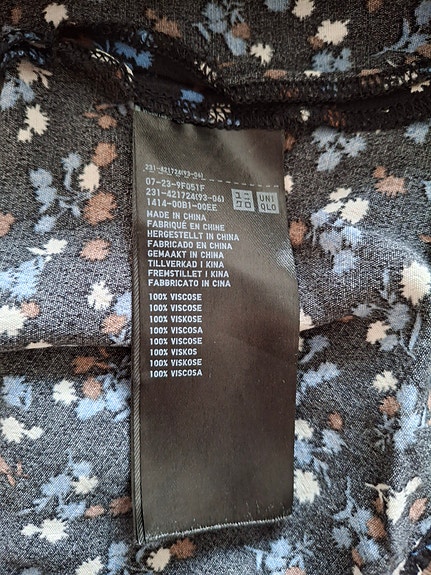 231-421724(93-06)
07-23-9F051F
231-421724(93-06)
1414-00B1-00EE
UNI
QLO
MADE IN CHINA
FABRIQUÉ EN CHINE
HERGESTELLT IN CHINA
FABRICADO EN CHINA
GEMAAKT IN CHINA
TILLVERKAD I KINA
FREMSTILLET I KINA
FABBRICATO IN CINA
100% VISCOSE
100% VISCOSE
100% VISKOSE
100% VISCOSA
100% VISCOSE
100% VISKOS
100% VISKOSE
100% VISCOSA